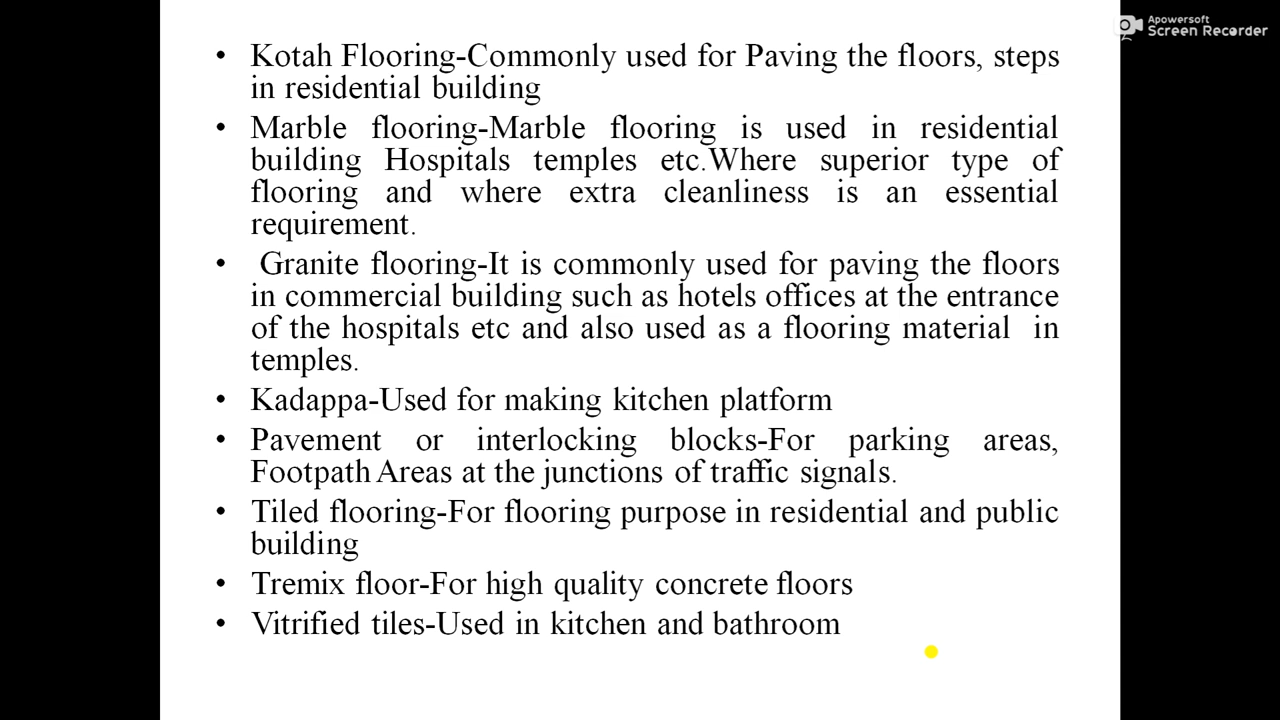 Apowersoft
Screen Recorder
• Kotah Flooring-Commonly used for Paving the floors, steps
in residential building
• Marble flooring-Marble flooring is used in residential
building Hospitals temples etc.Where superior type of
flooring and where extra cleanliness is an essential
requirement.
• Granite flooring-It is commonly used for paving the floors
in commercial building such as hotels offices at the entrance
of the hospitals etc and also used as a flooring material in
temples.
• Kadappa-Used for making kitchen platform
• Pavement or interlocking blocks-For parking areas,
Footpath Areas at the junctions of traffic signals.
• Tiled flooring-For flooring purpose in residential and public
building
• Tremix floor-For high quality concrete floors
• Vitrified tiles-Used in kitchen and bathroom